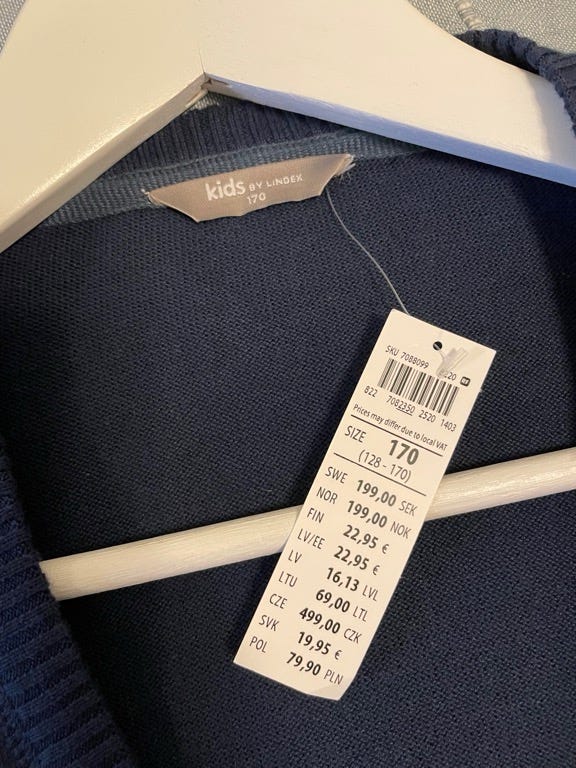 kids BY LINDEX
170
SKU 7088099 2520 BF
822 7082350 2520 1403
Prices may differ due to local VAT
SIZE 170
(128 - 170)
SWE 199,00 SEK
NOR 199,00 NOK
FIN 22,95 €
LV/EE 22,95 €
LV 16,13 LVL
LTU 69,00 LTL
CZE 499,00 CZK
SVK 19,95 €
POL 79,90 PLN